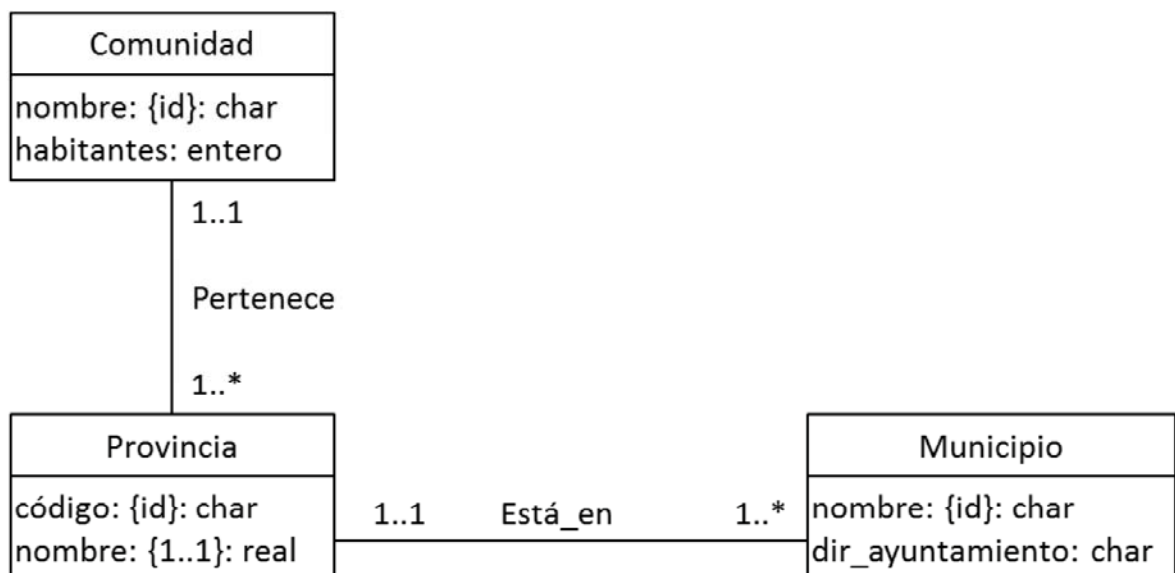 Comunidad
nombre: {id}: char
habitantes: entero
1..1
Pertenece
1..*
Provincia
código: {id}: char
nombre: {1..1}: real
1..1 Está_en 1..*
Municipio
nombre: {id}: char
dir_ayuntamiento: char